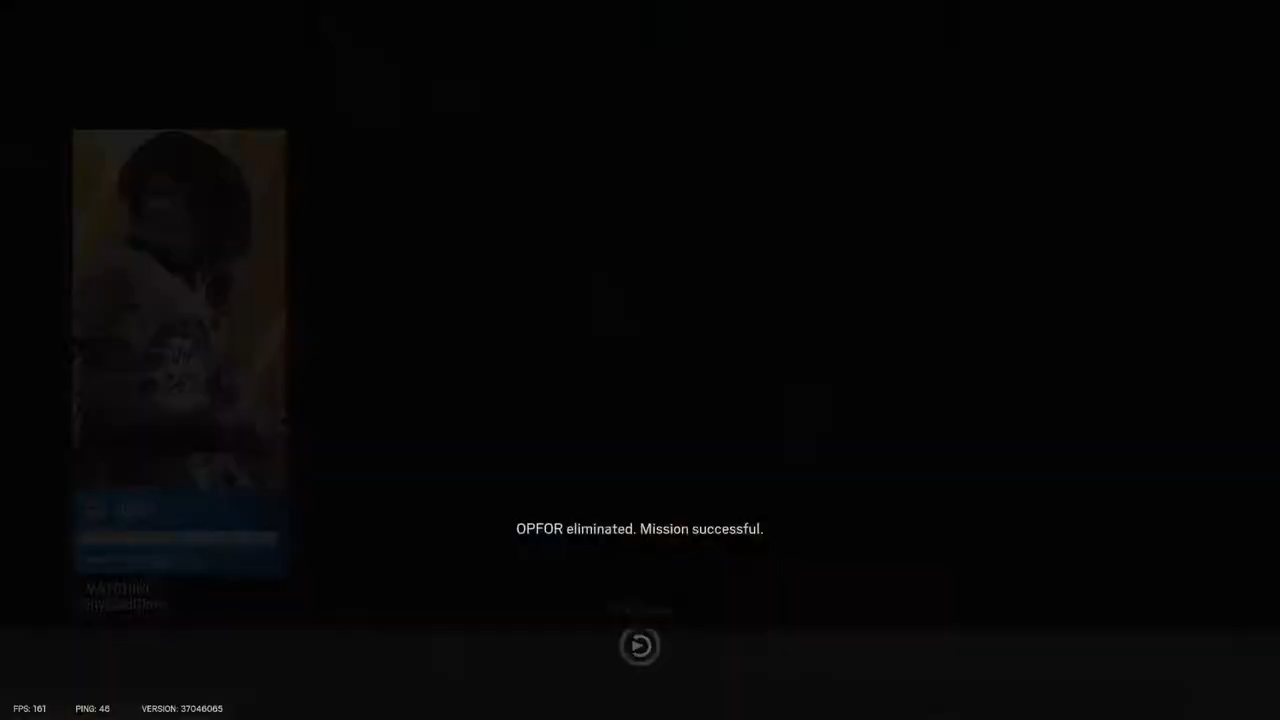 OPFOR eliminated. Mission successful.
FPS: 161 PING: 46 VERSION: 37046065